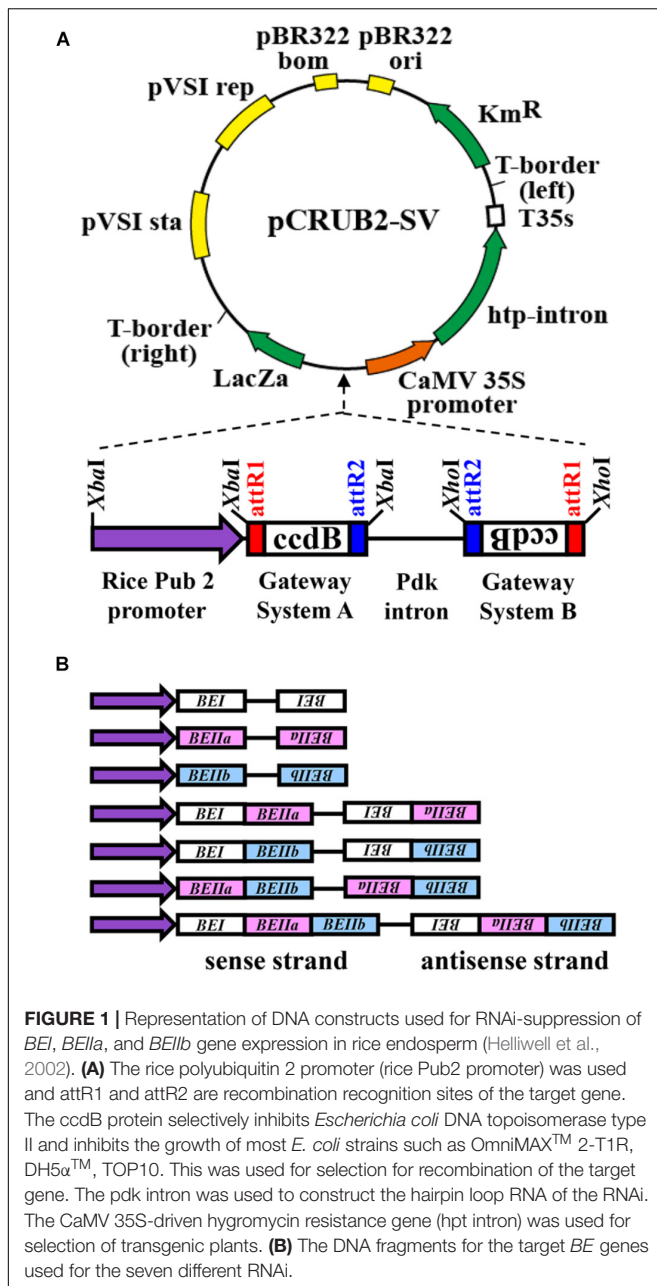 A
pBR322 bom
pBR322 ori
pVSI rep
KmR
T-border (left)
pVSI sta
pCRUB2-SV
T35s
T-border (right)
htp-intron
LacZa
CaMV 35S promoter
XbaI
XbaI
attR1
attR2
XbaI
XhoI
attR2
attR1
XhoI
ccdB
ccdB
Rice Pub 2 promoter
Gateway System A
Pdk intron
Gateway System B
B
BEI BEI
BEIIa BEIIa
BEIIb BEIIb
BEI BEIIa BEI BEIIa
BEI BEIIb BEI BEIIb
BEIIa BEIIb BEIIa BEIIb
BEI BEIIa BEIIb BEI BEIIa BEIIb
sense strand antisense strand
FIGURE 1 | Representation of DNA constructs used for RNAi-suppression of
BEI, BEIIa, and BEIIb gene expression in rice endosperm (Helliwell et al.,
2002). (A) The rice polyubiquitin 2 promoter (rice Pub2 promoter) was used
and attR1 and attR2 are recombination recognition sites of the target gene.
The ccdB protein selectively inhibits Escherichia coli DNA topoisomerase type
II and inhibits the growth of most E. coli strains such as OmniMAX™ 2-T1R,
DH5α™, TOP10. This was used for selection for recombination of the target
gene. The pdk intron was used to construct the hairpin loop RNA of the RNAi.
The CaMV 35S-driven hygromycin resistance gene (hpt intron) was used for
selection of transgenic plants. (B) The DNA fragments for the target BE genes
used for the seven different RNAi.